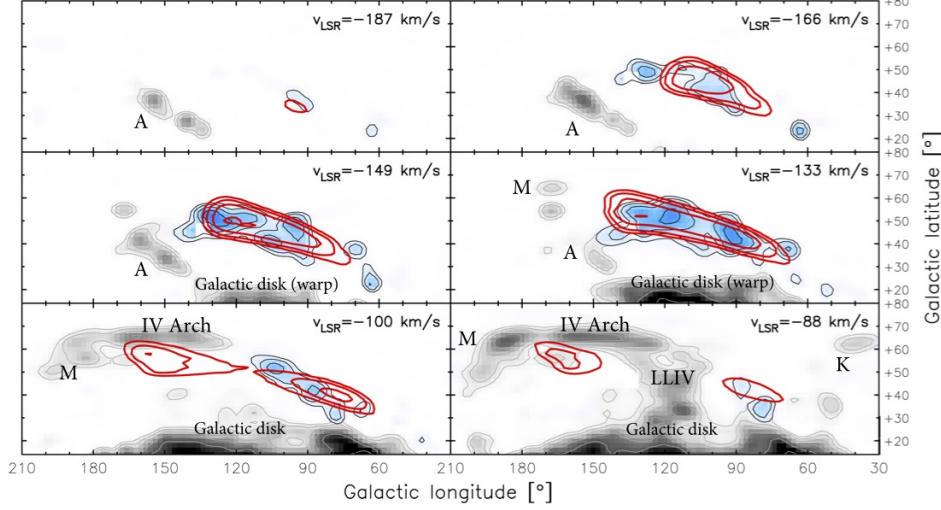 v_LSR=−187 km/s
A
v_LSR=−166 km/s
A
+80
+70
+60
+50
+40
+30
+20
v_LSR=−149 km/s
A
Galactic disk (warp)
v_LSR=−133 km/s
M
A
Galactic disk (warp)
+80
+70
+60
+50
+40
+30
+20
v_LSR=−100 km/s
IV Arch
M
Galactic disk
v_LSR=−88 km/s
IV Arch
M
K
LLIV
Galactic disk
+80
+70
+60
+50
+40
+30
+20
210 180 150 120 90 60 210 180 150 120 90 60 30
Galactic longitude [°]
Galactic latitude [°]